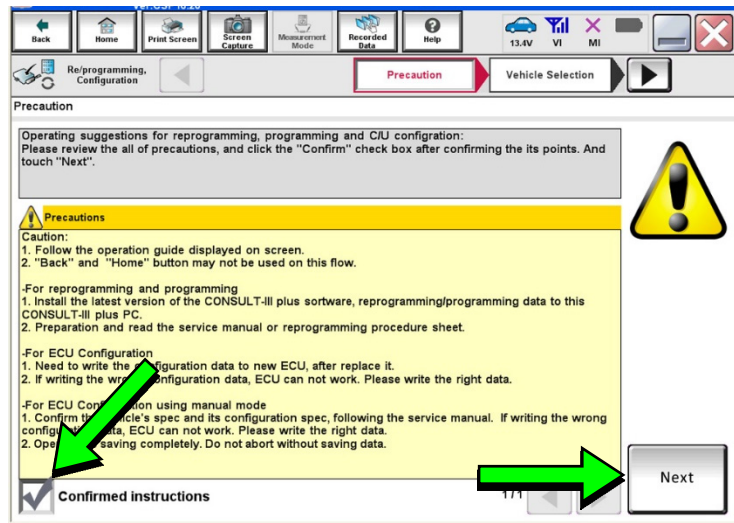 Back
Home
Print Screen
Screen
Capture
Measurement
Mode
Recorded
Data
Help
13.4V
VI
MI
Re/programming,
Configuration
Precaution
Vehicle Selection
Precaution
Operating suggestions for reprogramming, programming and C/U configration:
Please review the all of precautions, and click the "Confirm" check box after confirming the its points. And
touch "Next".
Precautions
Caution:
1. Follow the operation guide displayed on screen.
2. "Back" and "Home" button may not be used on this flow.
-For reprogramming and programming
1. Install the latest version of the CONSULT-III plus sortware, reprogramming/programming data to this
CONSULT-III plus PC.
2. Preparation and read the service manual or reprogramming procedure sheet.
-For ECU Configuration
1. Need to write the configuration data to new ECU, after replace it.
2. If writing the configuration data, ECU can not work. Please write the right data.
-For ECU using manual mode
1. Confirm spec and its configuration spec, following the service manual. If writing the wrong
ECU can not work. Please write the right data.
2. saving completely. Do not abort without saving data.
Confirmed instructions
1/1
Next